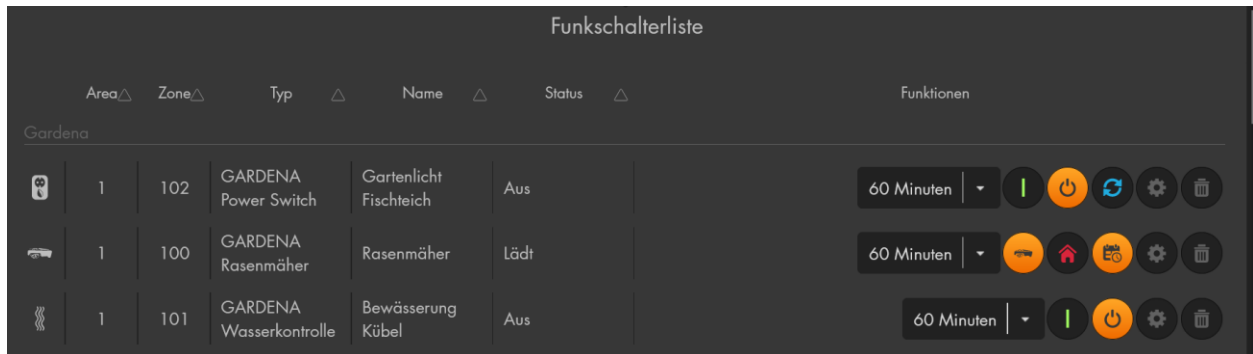 Funkschalterliste
Area Zone Typ Name Status Funktionen
Gardena
1 102 GARDENA Power Switch Gartenlicht Fischteich Aus 60 Minuten
1 100 GARDENA Rasenmäher Rasenmäher Lädt 60 Minuten
1 101 GARDENA Wasserkontrolle Bewässerung Kübel Aus 60 Minuten